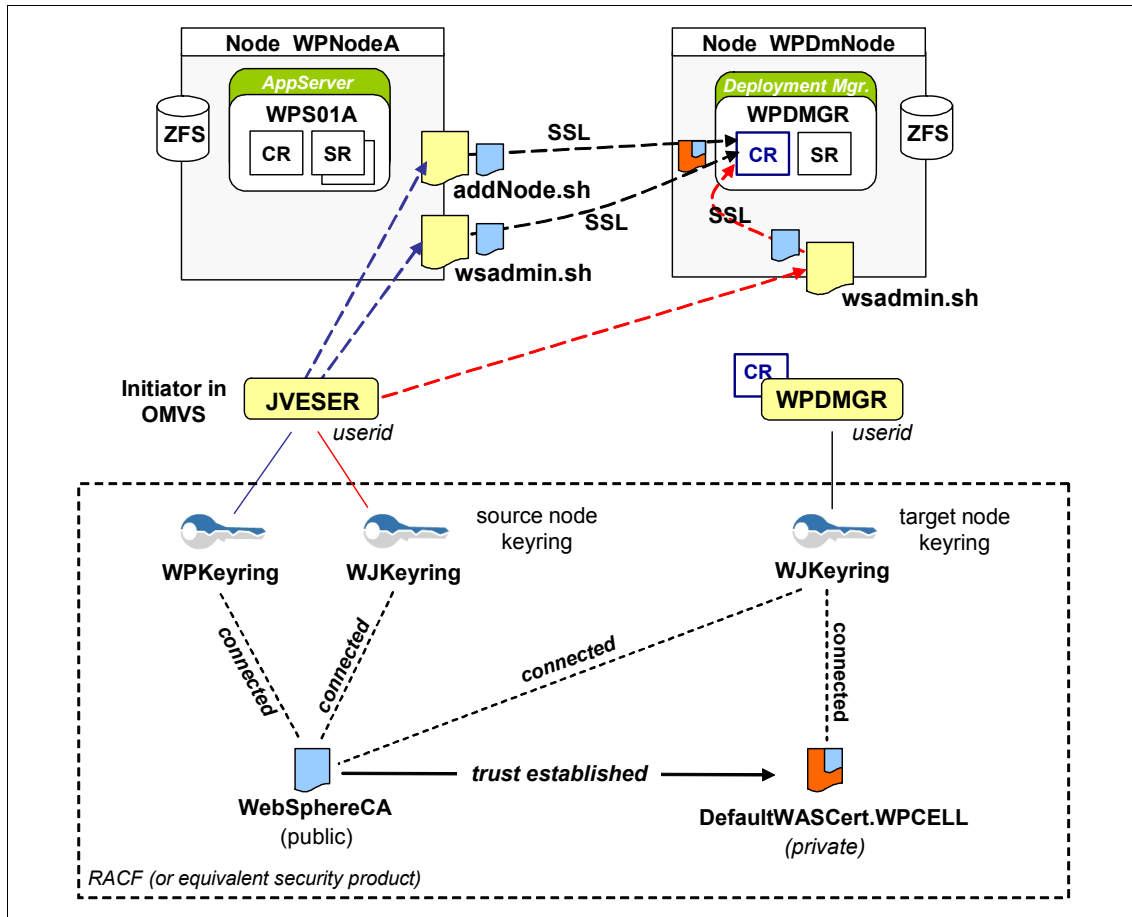 Node WPNodeA
Node WPDmNode
AppServer
WPS01A
CR
SR
ZFS
Deployment Mgr.
WPDMGR
CR
SR
ZFS
SSL
addNode.sh
SSL
wsadmin.sh
SSL
wsadmin.sh
Initiator in
OMVS
JVESER
userid
CR
WPDMGR
userid
WPKeyring
WJKeyring
source node
keyring
WJKeyring
target node
keyring
connected
connected
connected
connected
trust established
WebSphereCA
(public)
DefaultWASCert.WPCELL
(private)
RACF (or equivalent security product)